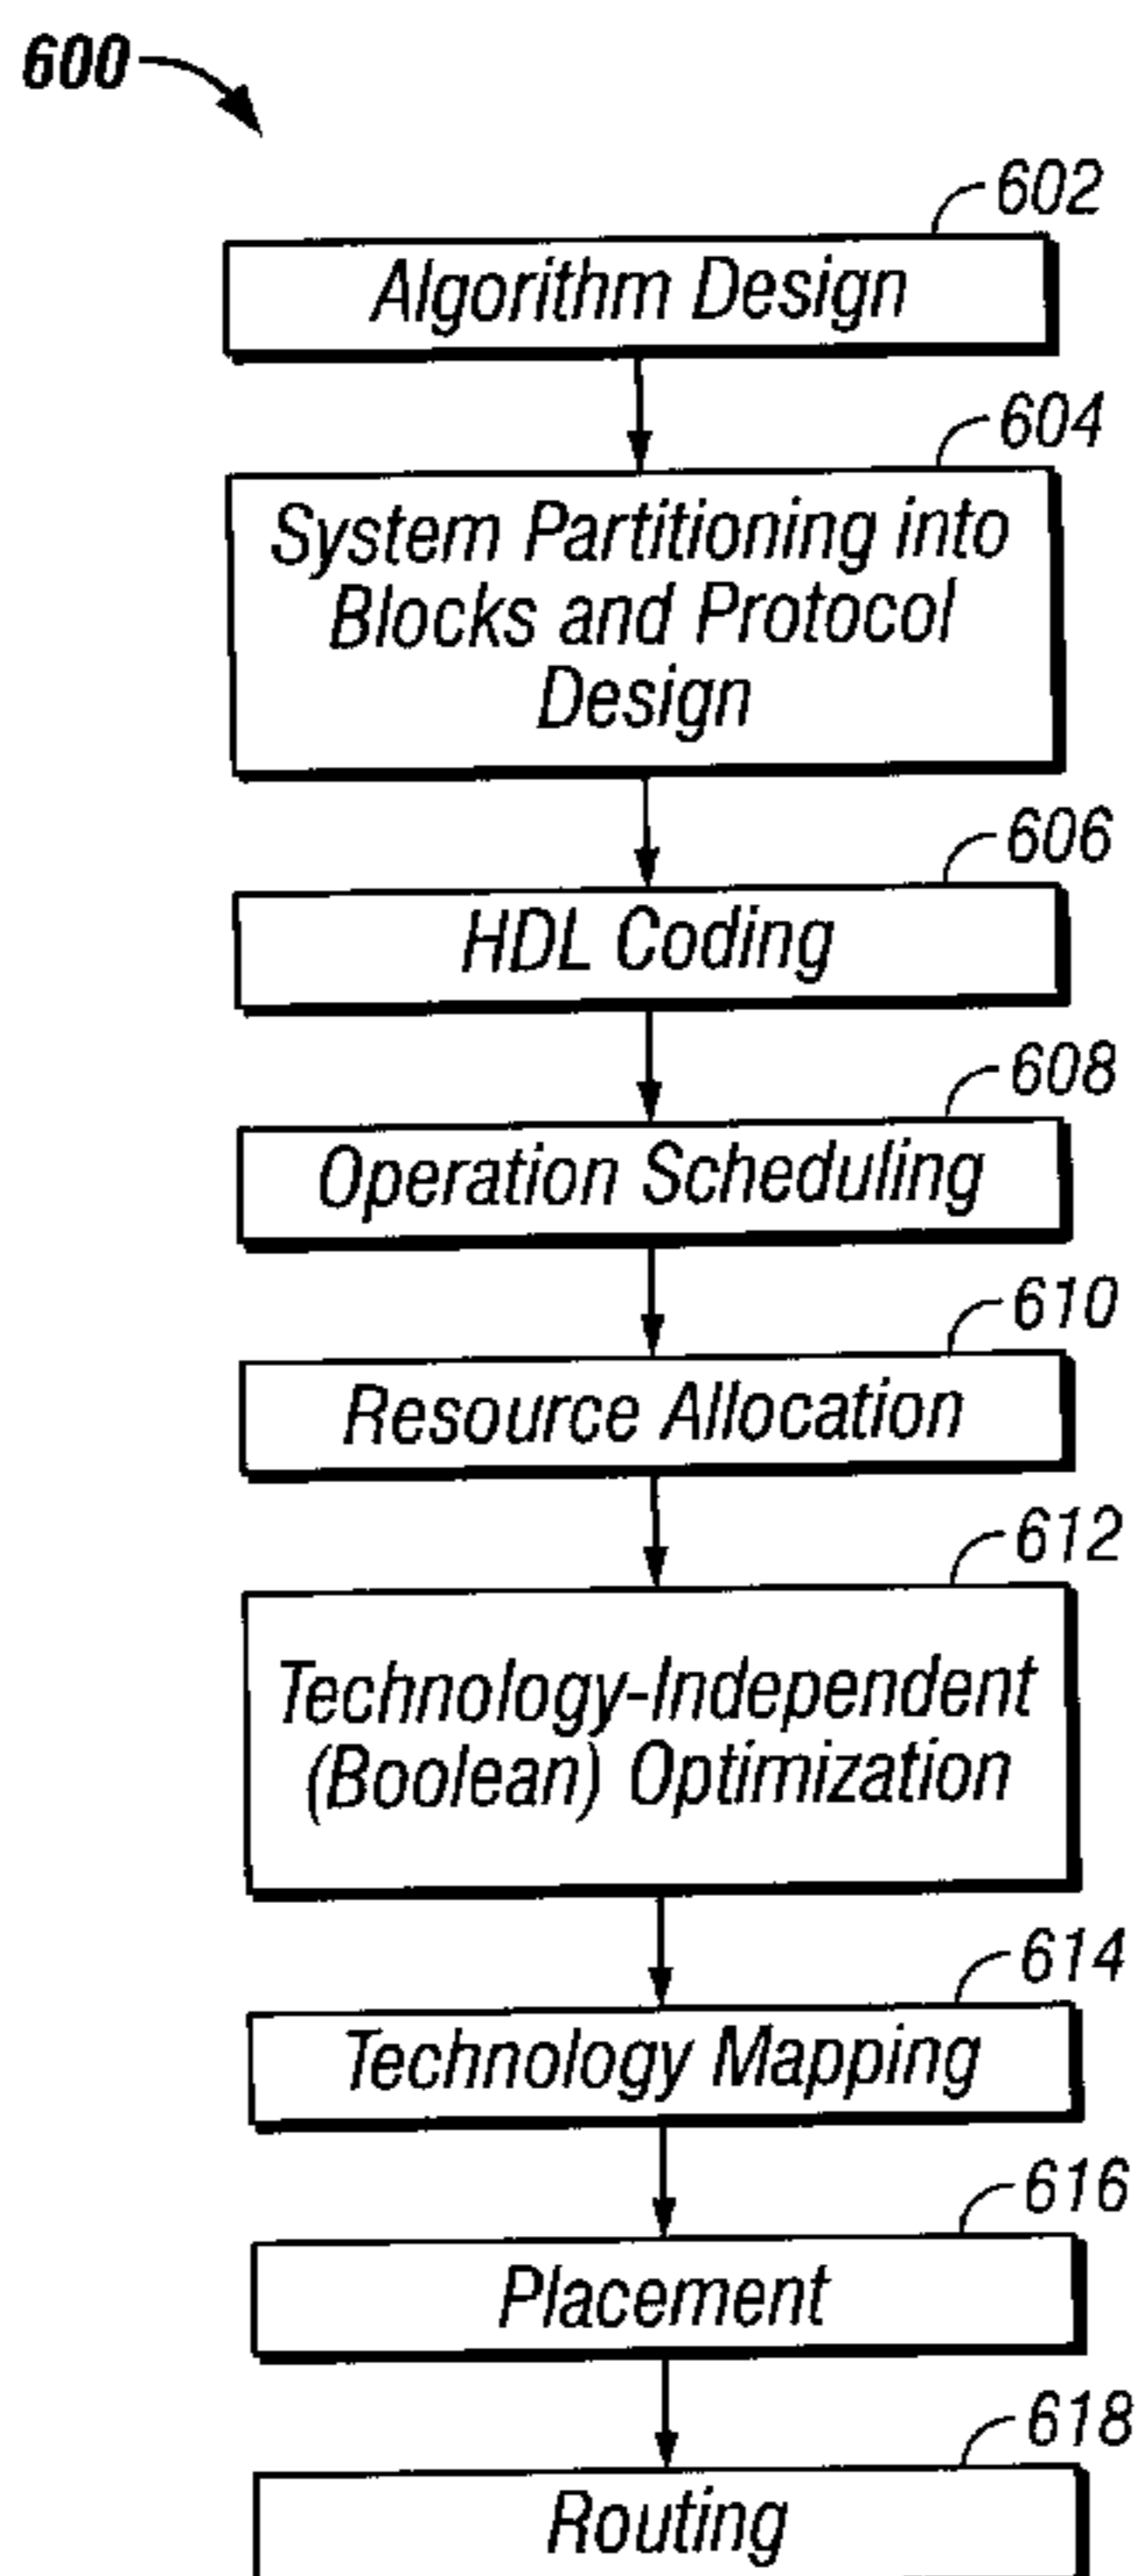 600
602
Algorithm Design
604
System Partitioning into
Blocks and Protocol
Design
606
HDL Coding
608
Operation Scheduling
610
Resource Allocation
612
Technology-Independent
(Boolean) Optimization
614
Technology Mapping
616
Placement
618
Routing